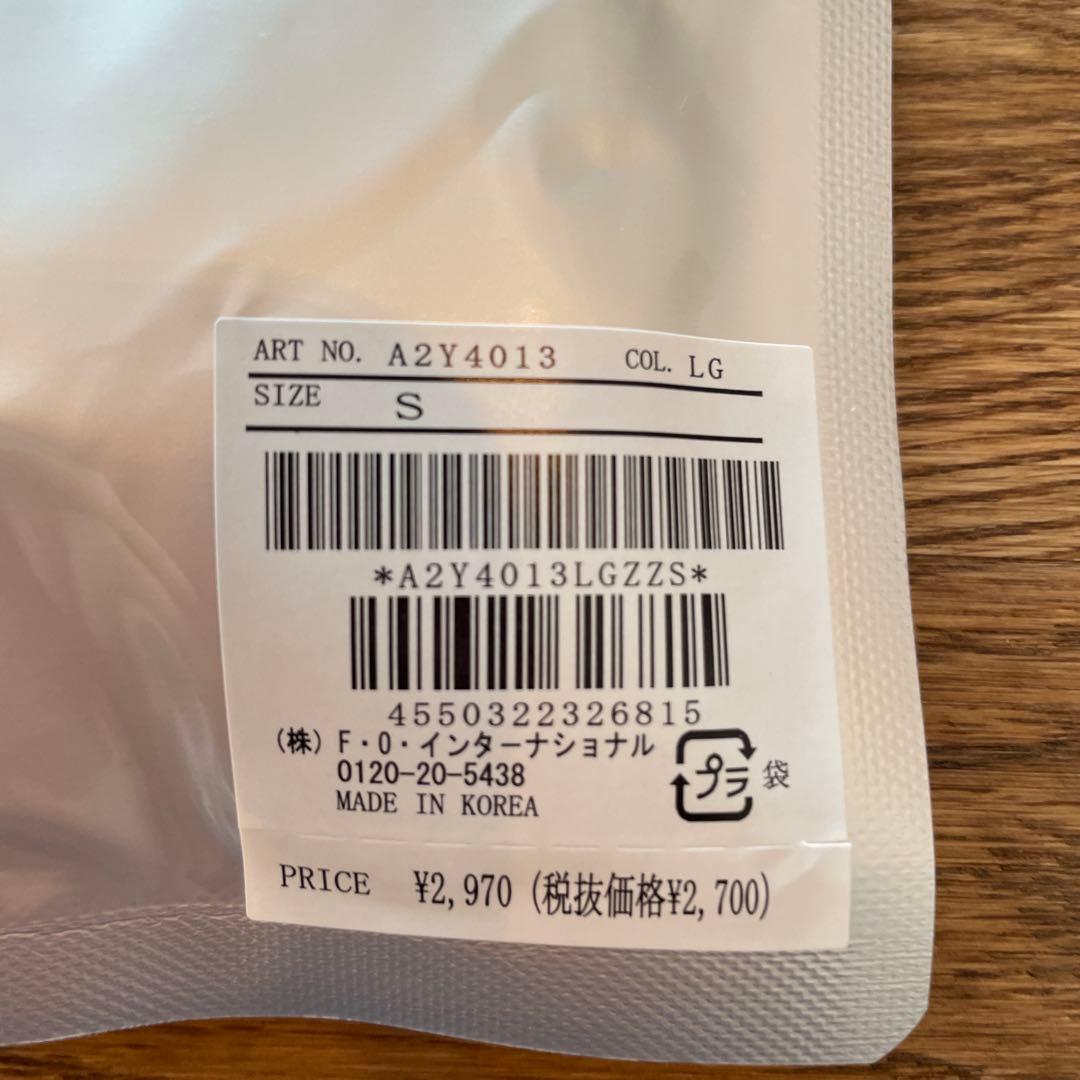 ART NO. A2Y4013 COL. LG
SIZE S
*A2Y4013LGZZS*
4550322326815
(株)F・O・インターナショナル
0120-20-5438
MADE IN KOREA
プラ 袋
PRICE ¥2,970 (税抜価格¥2,700)